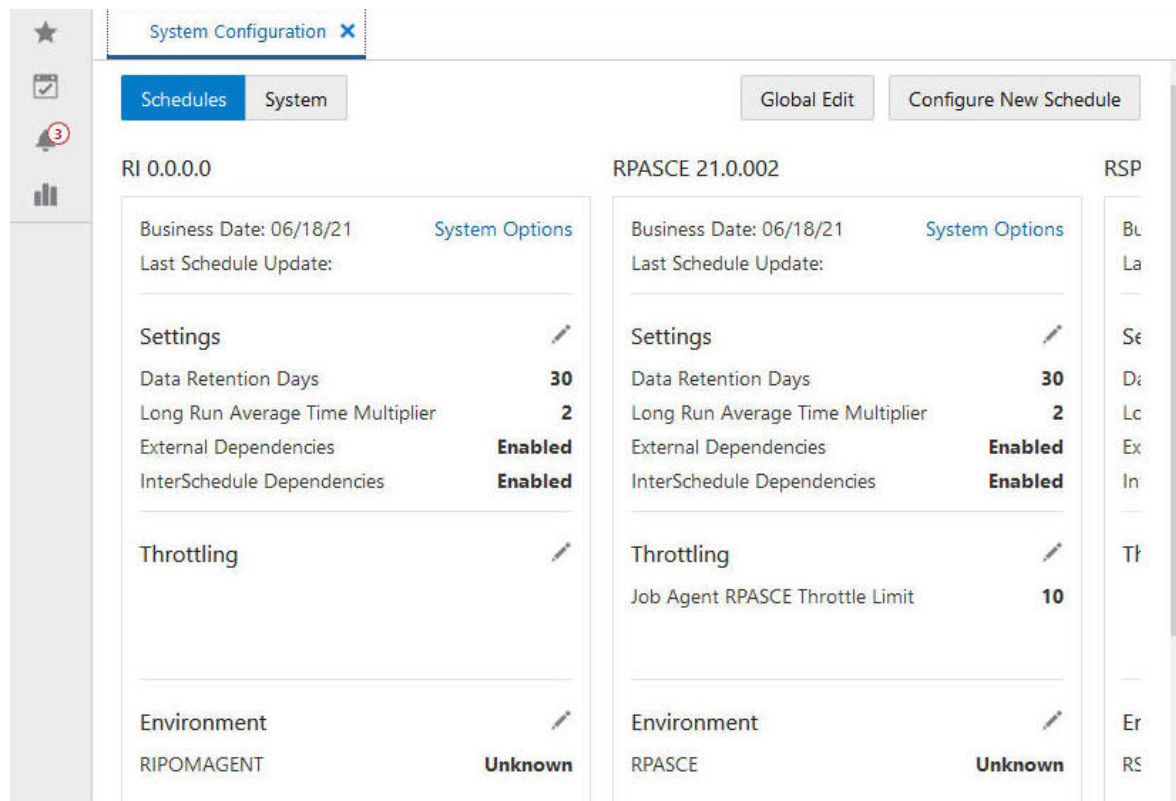 System Configuration
Schedules System Global Edit Configure New Schedule
3
RI 0.0.0.0
Business Date: 06/18/21 System Options
Last Schedule Update:
Settings
Data Retention Days 30
Long Run Average Time Multiplier 2
External Dependencies Enabled
InterSchedule Dependencies Enabled
Throttling
Environment
RIPOMAGENT Unknown
RPASCE 21.0.002
Business Date: 06/18/21 System Options
Last Schedule Update:
Settings
Data Retention Days 30
Long Run Average Time Multiplier 2
External Dependencies Enabled
InterSchedule Dependencies Enabled
Throttling
Job Agent RPASCE Throttle Limit 10
Environment
RPASCE Unknown
RSP